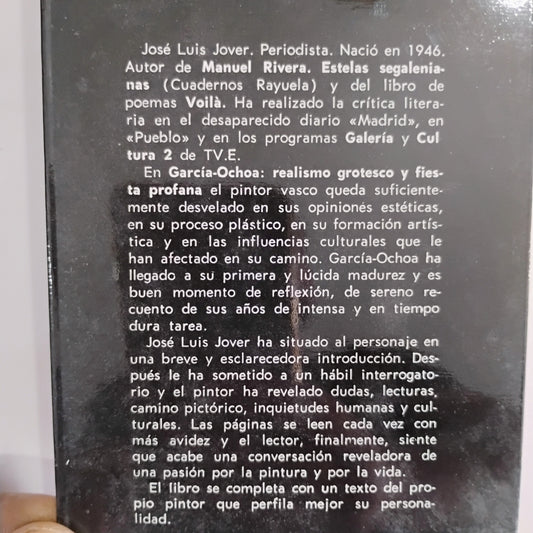 José Luis Jover. Periodista. Nació en 1946.
Autor de Manuel Rivera. Estelas segalenia-
nas (Cuadernos Rayuela) y del libro de
poemas Voilà. Ha realizado la crítica litera-
ria en el desaparecido diario «Madrid», en
«Pueblo» y en los programas Galería y Cul
tura 2 de TV.E.
En García-Ochoa: realismo grotesco y fies-
ta profana el pintor vasco queda suficiente-
mente desvelado en sus opiniones estéticas,
en su proceso plástico, en su formación artís-
tica y en las influencias culturales que le
han afectado en su camino. García-Ochoa ha
llegado a su primera y lúcida madurez y es
buen momento de reflexión, de sereno re-
cuento de sus años de intensa y en tiempo
dura tarea.
José Luis Jover ha situado al personaje en
una breve y esclarecedora introducción. Des-
pués le ha sometido a un hábil interrogato-
rio y el pintor ha revelado dudas, lecturas,
camino pictórico, inquietudes humanas y cul-
turales. Las páginas se leen cada vez con
más avidez y el lector, finalmente, siente
que acabe una conversación reveladora de
una pasión por la pintura y por la vida.
El libro se completa con un texto del pro-
pio pintor que perfila mejor su persona-
lidad.